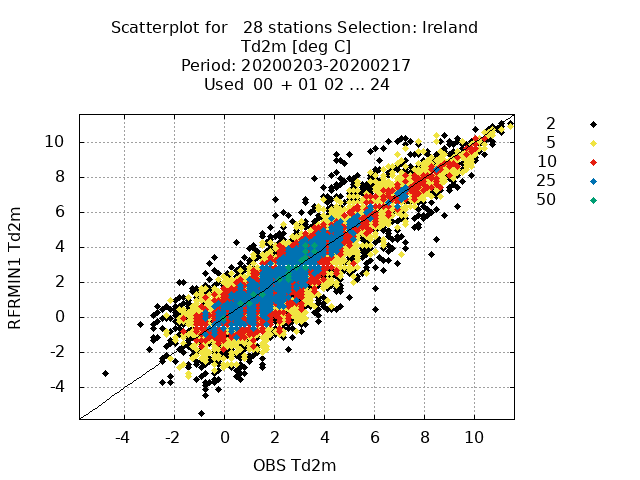 Scatterplot for   28 stations Selection: Ireland
Td2m [deg C]
Period: 20200203-20200217
Used  00 + 01 02 ... 24
2
5
10
25
50
RFRMIN1 Td2m
10
8
6
4
2
0
-2
-4
-4 -2 0 2 4 6 8 10
OBS Td2m